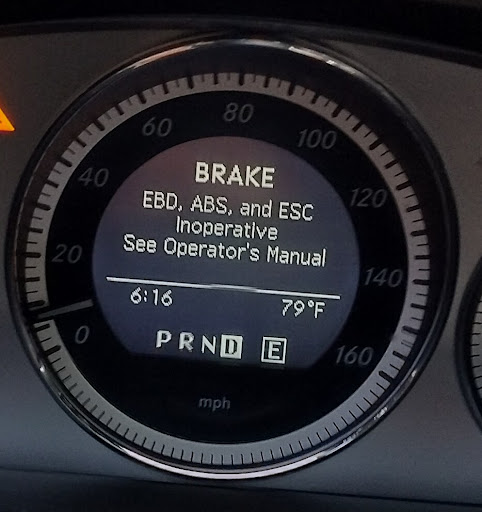 80
60
100
BRAKE
40
120
EBD, ABS, and ESC
Inoperative
See Operator's Manual
20
140
6:16
79°F
0
PRND E
160
mph